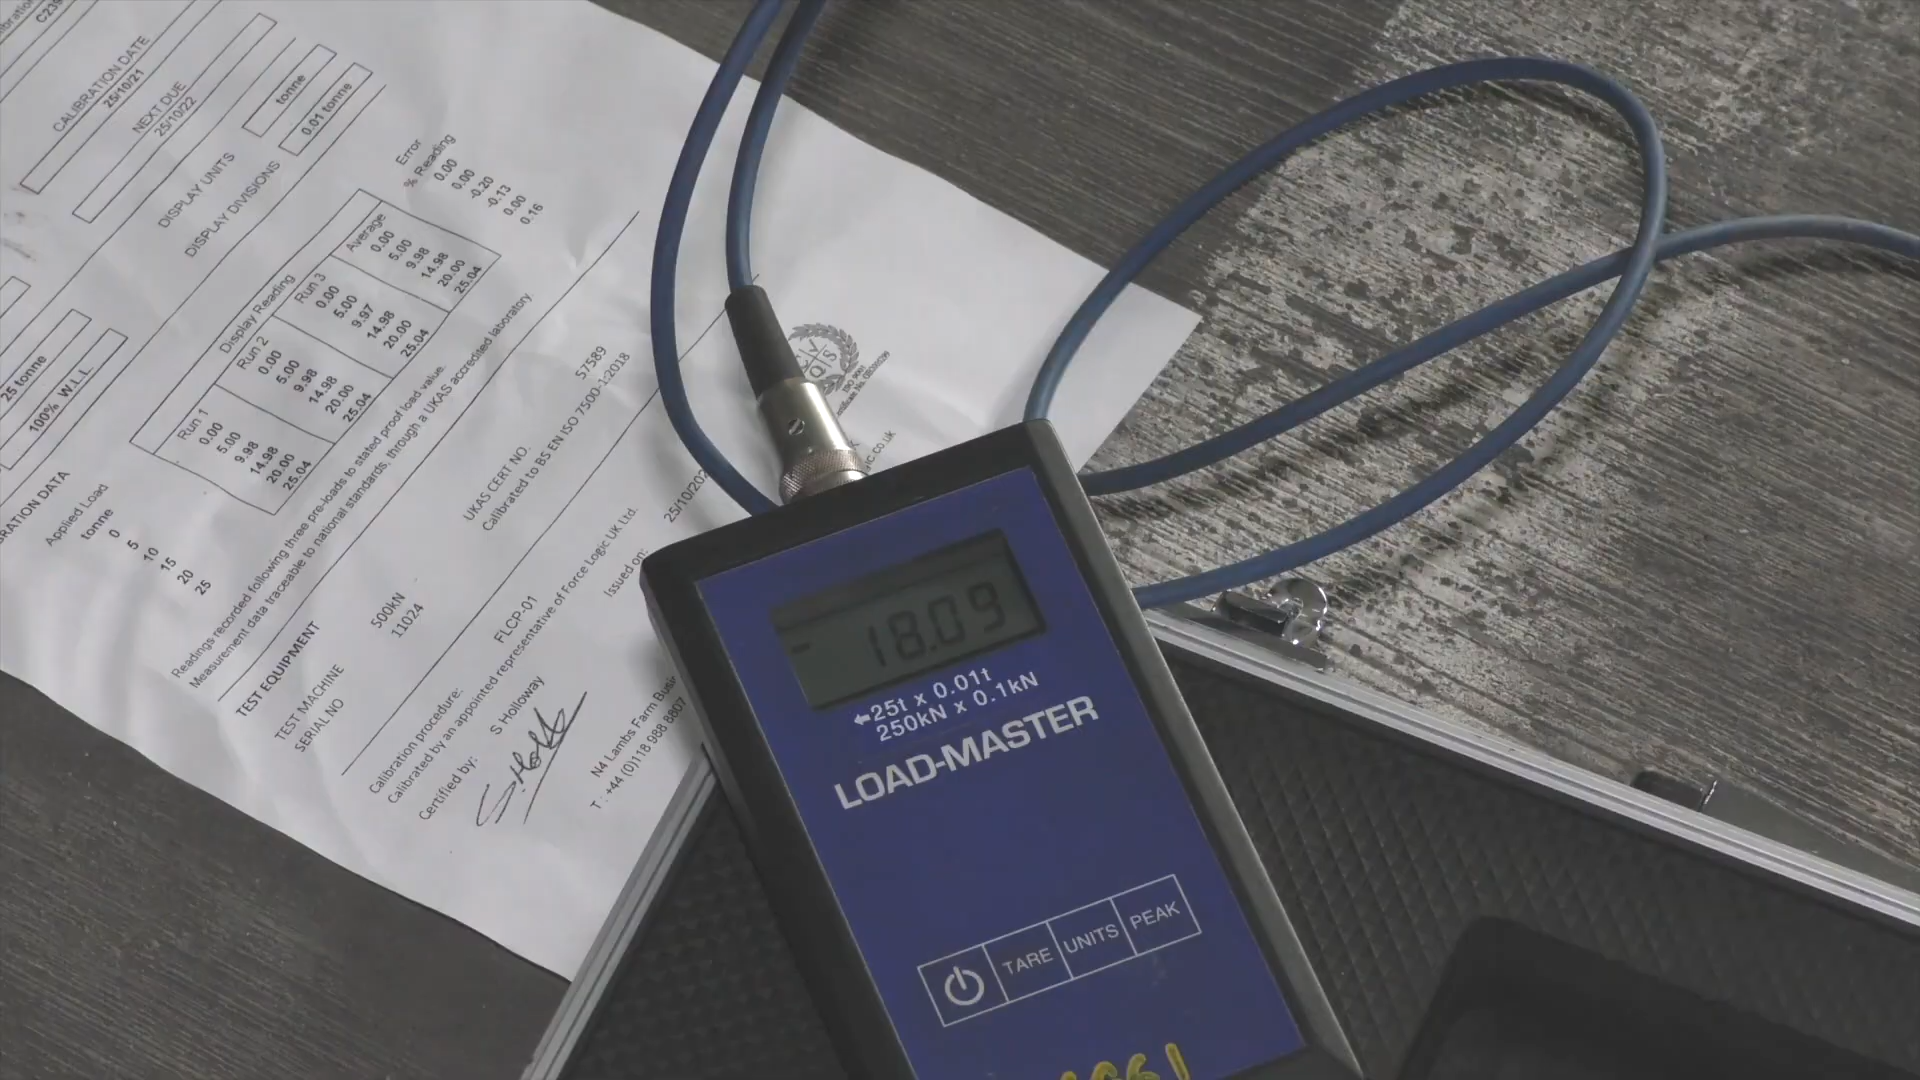 CALIBRATION DATE
25/10/21
NEXT DUE
25/10/22
DISPLAY UNITS
tonne
DISPLAY DIVISIONS
0.01 tonne
25 tonne
100% W.L.L
Applied Load
tonne
0
5
10
15
20
25
Display Reading
Run 1 Run 2 Run 3 Average
0.00 0.00 0.00 0.00
5.00 5.00 5.00 5.00
9.98 9.98 9.97 9.98
14.98 14.98 14.98 14.98
20.00 20.00 20.00 20.00
25.04 25.04 25.04 25.04
Error
% Reading
0.00
0.00
-0.20
-0.13
0.00
0.16
Readings recorded following three pre-loads to stated proof load value.
Measurement data traceable to national standards, through a UKAS accredited laboratory.
TEST EQUIPMENT
TEST MACHINE 500kN
SERIAL NO 11024
UKAS CERT NO. 57589
Calibrated to BS EN ISO 7500-1:2018
Calibration procedure: FLCP-01
Calibrated by an appointed representative of Force Logic UK Ltd.
Certified by: S Holloway
Issued on:
N4 Lambs Farm
T: +44 (0)118 988
ISO 9001
18.09
25t x 0.01t
250kN x 0.1kN
LOAD-MASTER
TARE UNITS PEAK